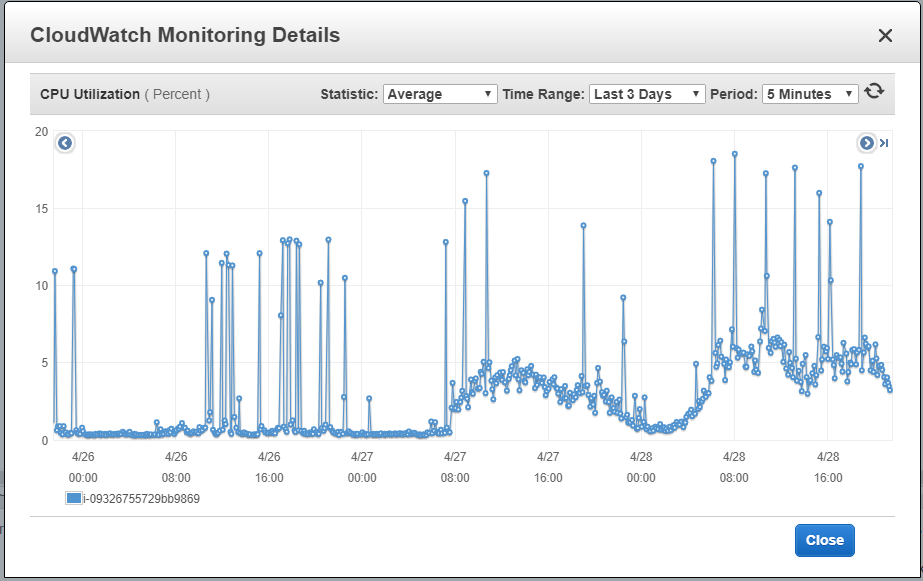 CloudWatch Monitoring Details
CPU Utilization ( Percent ) Statistic: Average Time Range: Last 3 Days Period: 5 Minutes
20
15
10
5
0
4/26 4/26 4/26 4/27 4/27 4/27 4/28 4/28 4/28
00:00 08:00 16:00 00:00 08:00 16:00 00:00 08:00 16:00
i-09326755729bb9869
Close